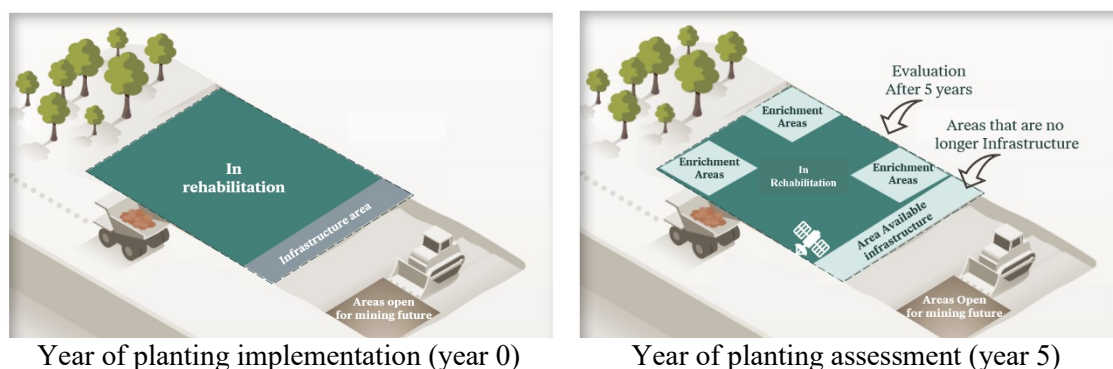 In
rehabilitation
Infrastructure area
Areas open
for mining future
Year of planting implementation (year 0)
Evaluation
After 5 years
Areas that are no
longer Infrastructure
Enrichment
Areas
Enrichment
Areas
In
Rehabilitation
Enrichment
Areas
Area Available
infrastructure
Areas Open
for mining future
Year of planting assessment (year 5)